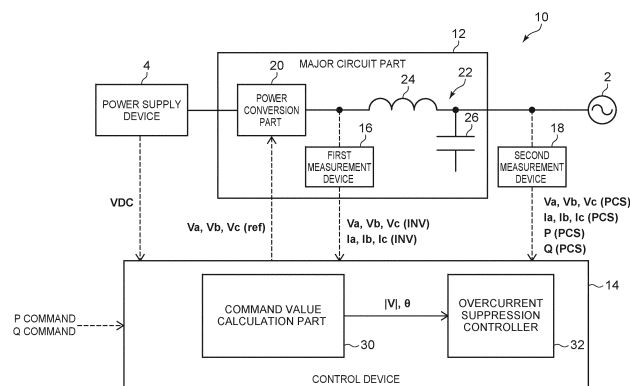 10
12
MAJOR CIRCUIT PART
4
20
24
22
2
POWER SUPPLY
DEVICE
POWER
CONVERSION
PART
26
16
18
FIRST
MEASUREMENT
DEVICE
SECOND
MEASUREMENT
DEVICE
VDC
Va, Vb, Vc (ref)
Va, Vb, Vc (INV)
Ia, Ib, Ic (INV)
Va, Vb, Vc (PCS)
Ia, Ib, Ic (PCS)
P (PCS)
Q (PCS)
14
P COMMAND
Q COMMAND
COMMAND VALUE
CALCULATION PART
30
|V|, θ
OVERCURRENT
SUPPRESSION
CONTROLLER
32
CONTROL DEVICE